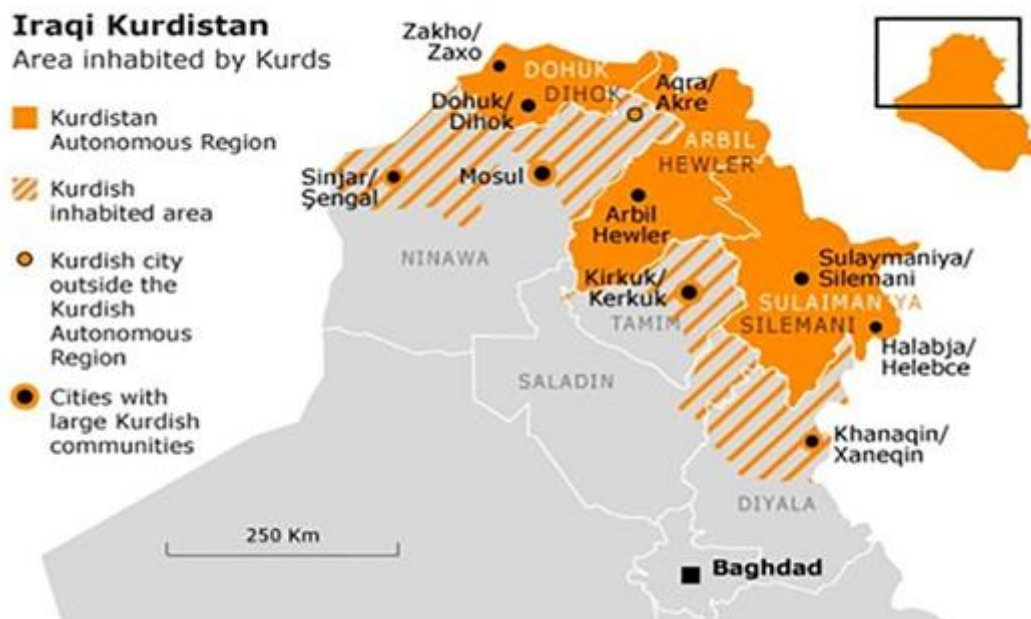 Iraqi Kurdistan
Area inhabited by Kurds
Kurdistan
Autonomous Region
Kurdish
inhabited area
Kurdish city
outside the
Kurdish
Autonomous
Region
Cities with
large Kurdish
communities
Zakho/
Zaxo
DOHUK
DIHOK
Dohuk/
Dihok
Aqra/
Akre
ARBIL
HEWLER
Sinjar/
Şengal
Mosul
Arbil
Hewler
NINAWA
Kirkuk/
Kerkuk
TAMIM
Sulaymaniya/
Silemani
SULAIMANIYA
SILEMANI
Halabja/
Helebce
SALADIN
Khanaqin/
Xaneqin
DIYALA
250 Km
Baghdad